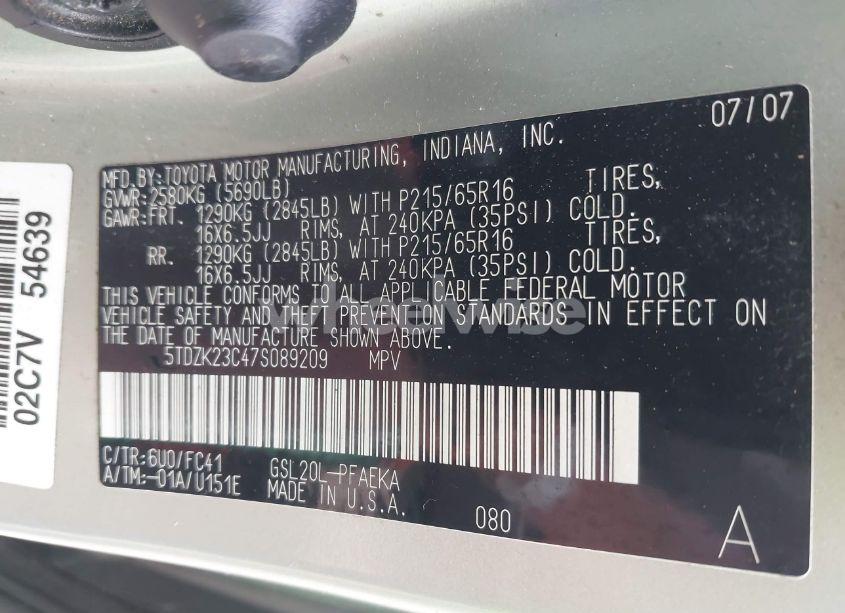 07/07
MFD.BY:TOYOTA MOTOR MANUFACTURING, INDIANA, INC.
GVWR:2580KG (5690LB)
GAWR:FRT. 1290KG (2845LB) WITH P215/65R16 TIRES,
16X6.5JJ RIMS, AT 240KPA (35PSI) COLD.
RR. 1290KG (2845LB) WITH P215/65R16 TIRES,
16X6.5JJ RIMS, AT 240KPA (35PSI) COLD.
THIS VEHICLE CONFORMS TO ALL APPLICABLE FEDERAL MOTOR
VEHICLE SAFETY AND THEFT PREVENTION STANDARDS IN EFFECT ON
THE DATE OF MANUFACTURE SHOWN ABOVE.
5TDZK23C47S089209 MPV
C/TR:6U0/FC41 GSL20L-PFAEKA
A/TM:-01A/U151E MADE IN U.S.A.
080
A
02C7V 54639
wheelwise